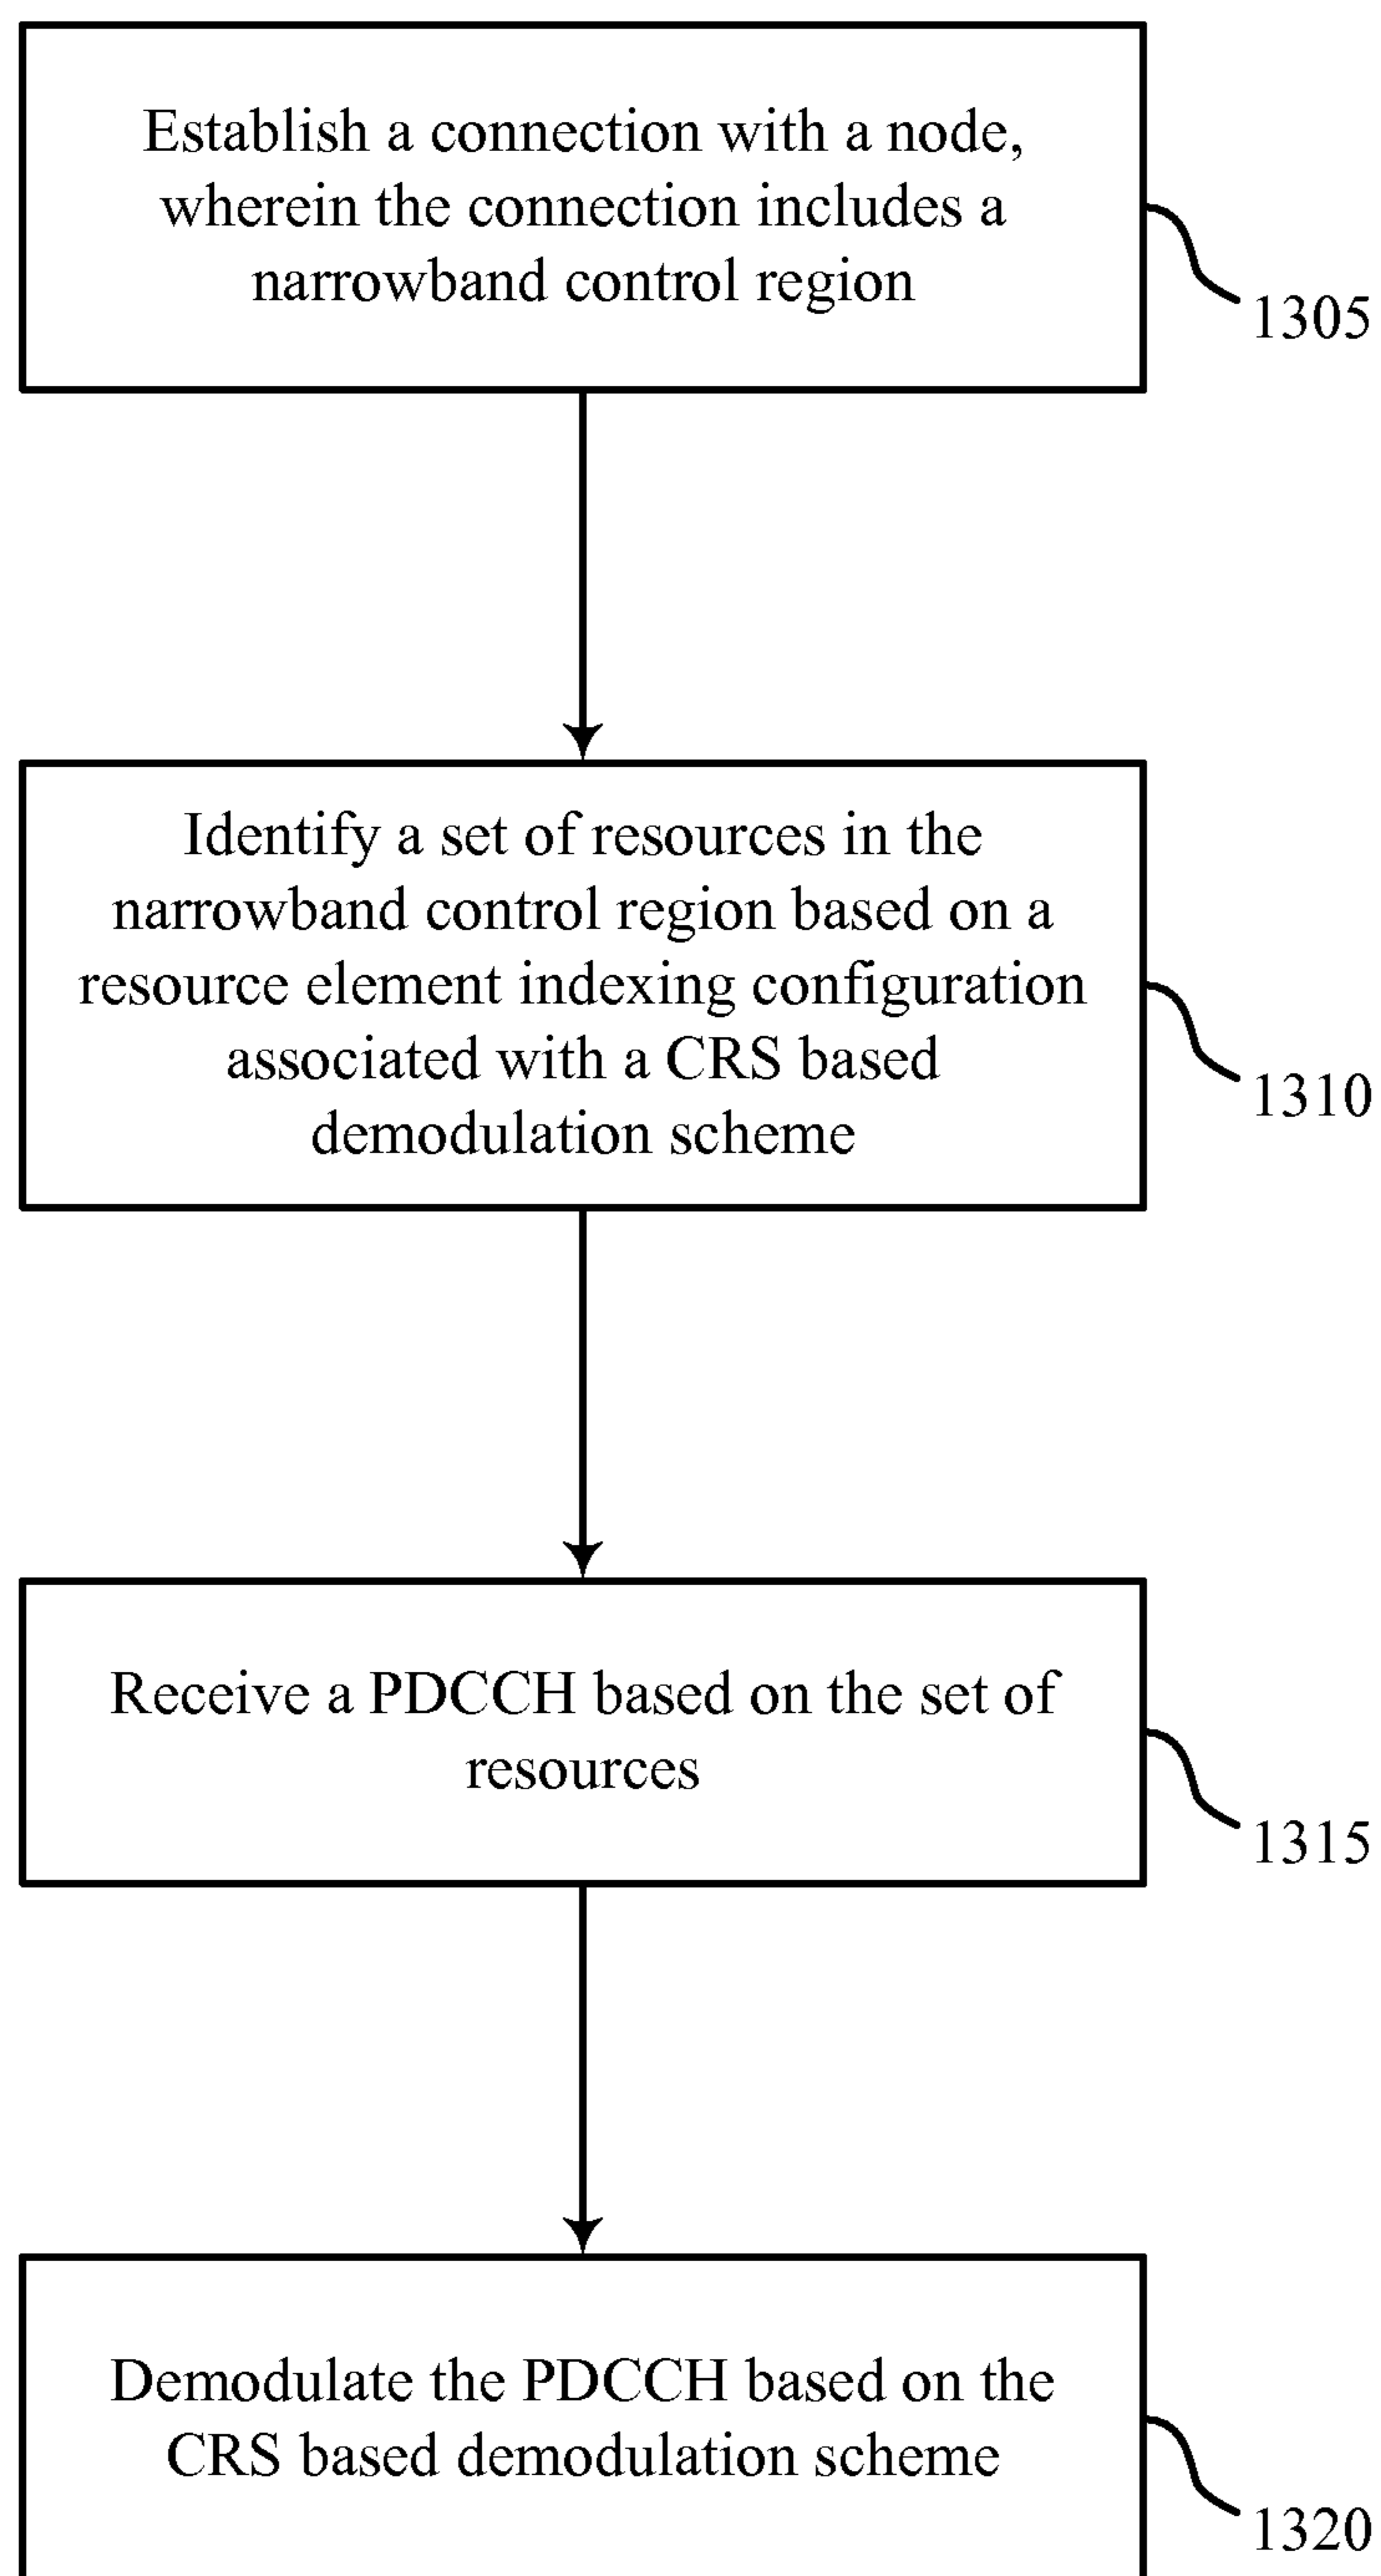 Establish a connection with a node,
wherein the connection includes a
narrowband control region
1305
Identify a set of resources in the
narrowband control region based on a
resource element indexing configuration
associated with a CRS based
demodulation scheme
1310
Receive a PDCCH based on the set of
resources
1315
Demodulate the PDCCH based on the
CRS based demodulation scheme
1320